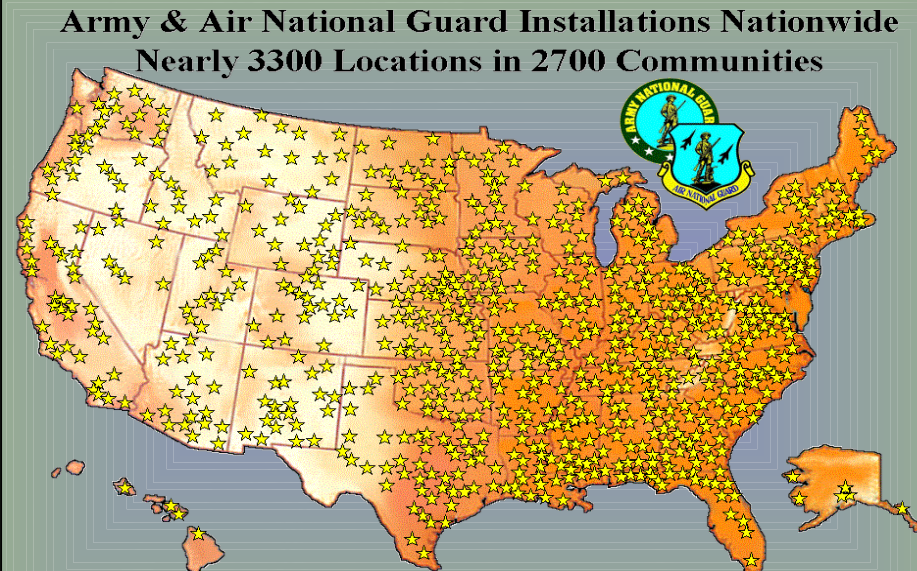 Army & Air National Guard Installations Nationwide
Nearly 3300 Locations in 2700 Communities
ARMY NATIONAL GUARD
AIR NATIONAL GUARD